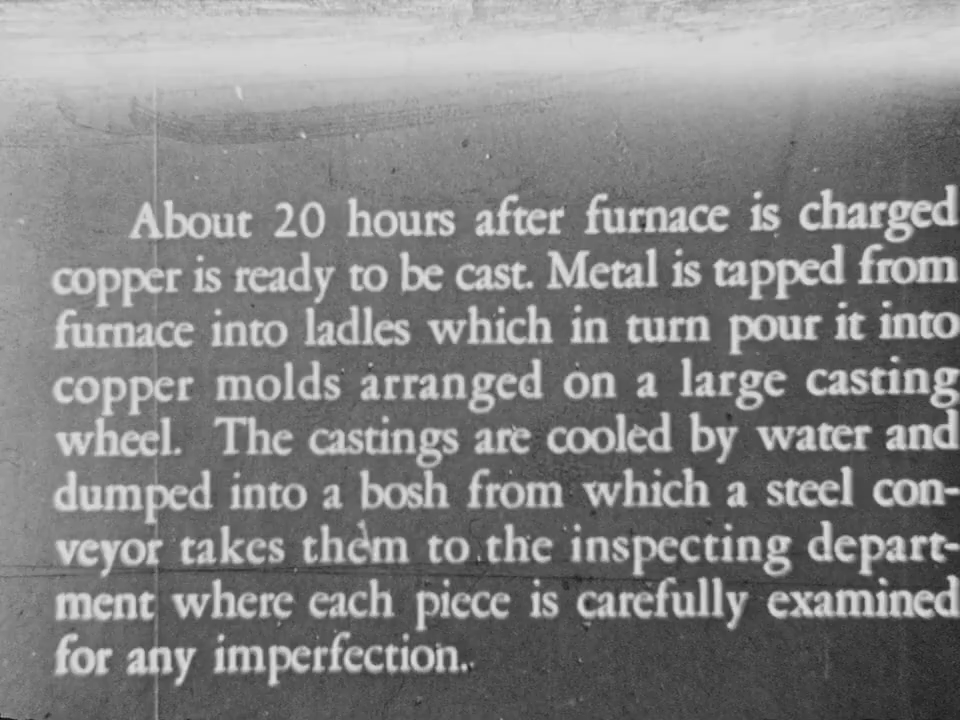 About 20 hours after furnace is charged
copper is ready to be cast. Metal is tapped from
furnace into ladles which in turn pour it into
copper molds arranged on a large casting
wheel. The castings are cooled by water and
dumped into a bosh from which a steel con-
veyor takes them to the inspecting depart-
ment where each piece is carefully examined
for any imperfection.